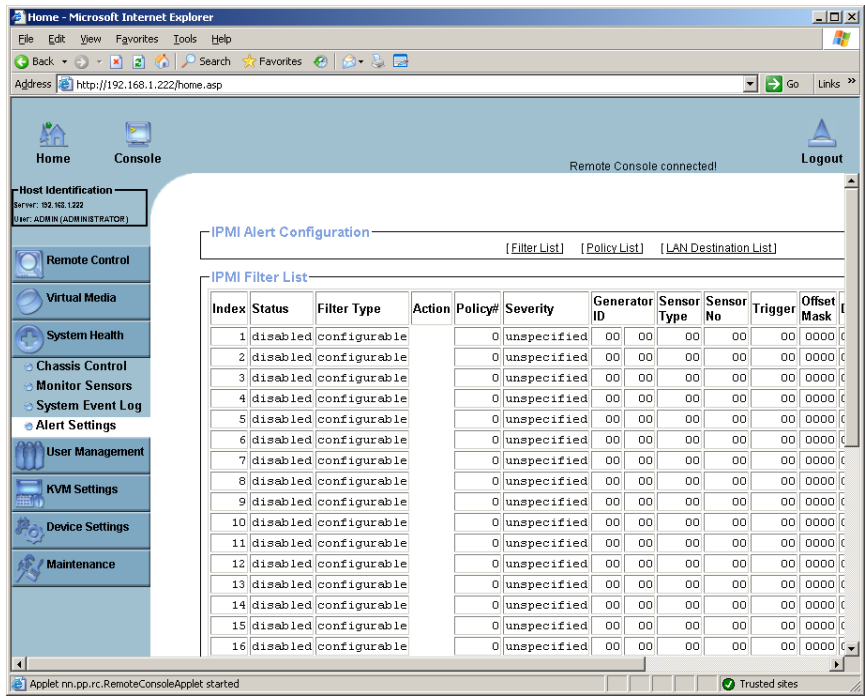 Home - Microsoft Internet Explorer
File Edit View Favorites Tools Help
Back Search Favorites
Address http://192.168.1.222/home.asp Go Links »
Home Console Logout
Remote Console connected!
Host Identification
Server: 192.168.1.222
User: ADMIN (ADMINISTRATOR)
Remote Control
Virtual Media
System Health
Chassis Control
Monitor Sensors
System Event Log
Alert Settings
User Management
KVM Settings
Device Settings
Maintenance
IPMI Alert Configuration
[ Filter List ] [ Policy List ] [ LAN Destination List ]
IPMI Filter List
Index Status Filter Type Action Policy# Severity Generator ID Sensor Type Sensor No Trigger Offset Mask
1 disabled configurable 0 unspecified 00 00 00 00 00 0000
2 disabled configurable 0 unspecified 00 00 00 00 00 0000
3 disabled configurable 0 unspecified 00 00 00 00 00 0000
4 disabled configurable 0 unspecified 00 00 00 00 00 0000
5 disabled configurable 0 unspecified 00 00 00 00 00 0000
6 disabled configurable 0 unspecified 00 00 00 00 00 0000
7 disabled configurable 0 unspecified 00 00 00 00 00 0000
8 disabled configurable 0 unspecified 00 00 00 00 00 0000
9 disabled configurable 0 unspecified 00 00 00 00 00 0000
10 disabled configurable 0 unspecified 00 00 00 00 00 0000
11 disabled configurable 0 unspecified 00 00 00 00 00 0000
12 disabled configurable 0 unspecified 00 00 00 00 00 0000
13 disabled configurable 0 unspecified 00 00 00 00 00 0000
14 disabled configurable 0 unspecified 00 00 00 00 00 0000
15 disabled configurable 0 unspecified 00 00 00 00 00 0000
16 disabled configurable 0 unspecified 00 00 00 00 00 0000
Applet nn.pp.rc.RemoteConsoleApplet started Trusted sites